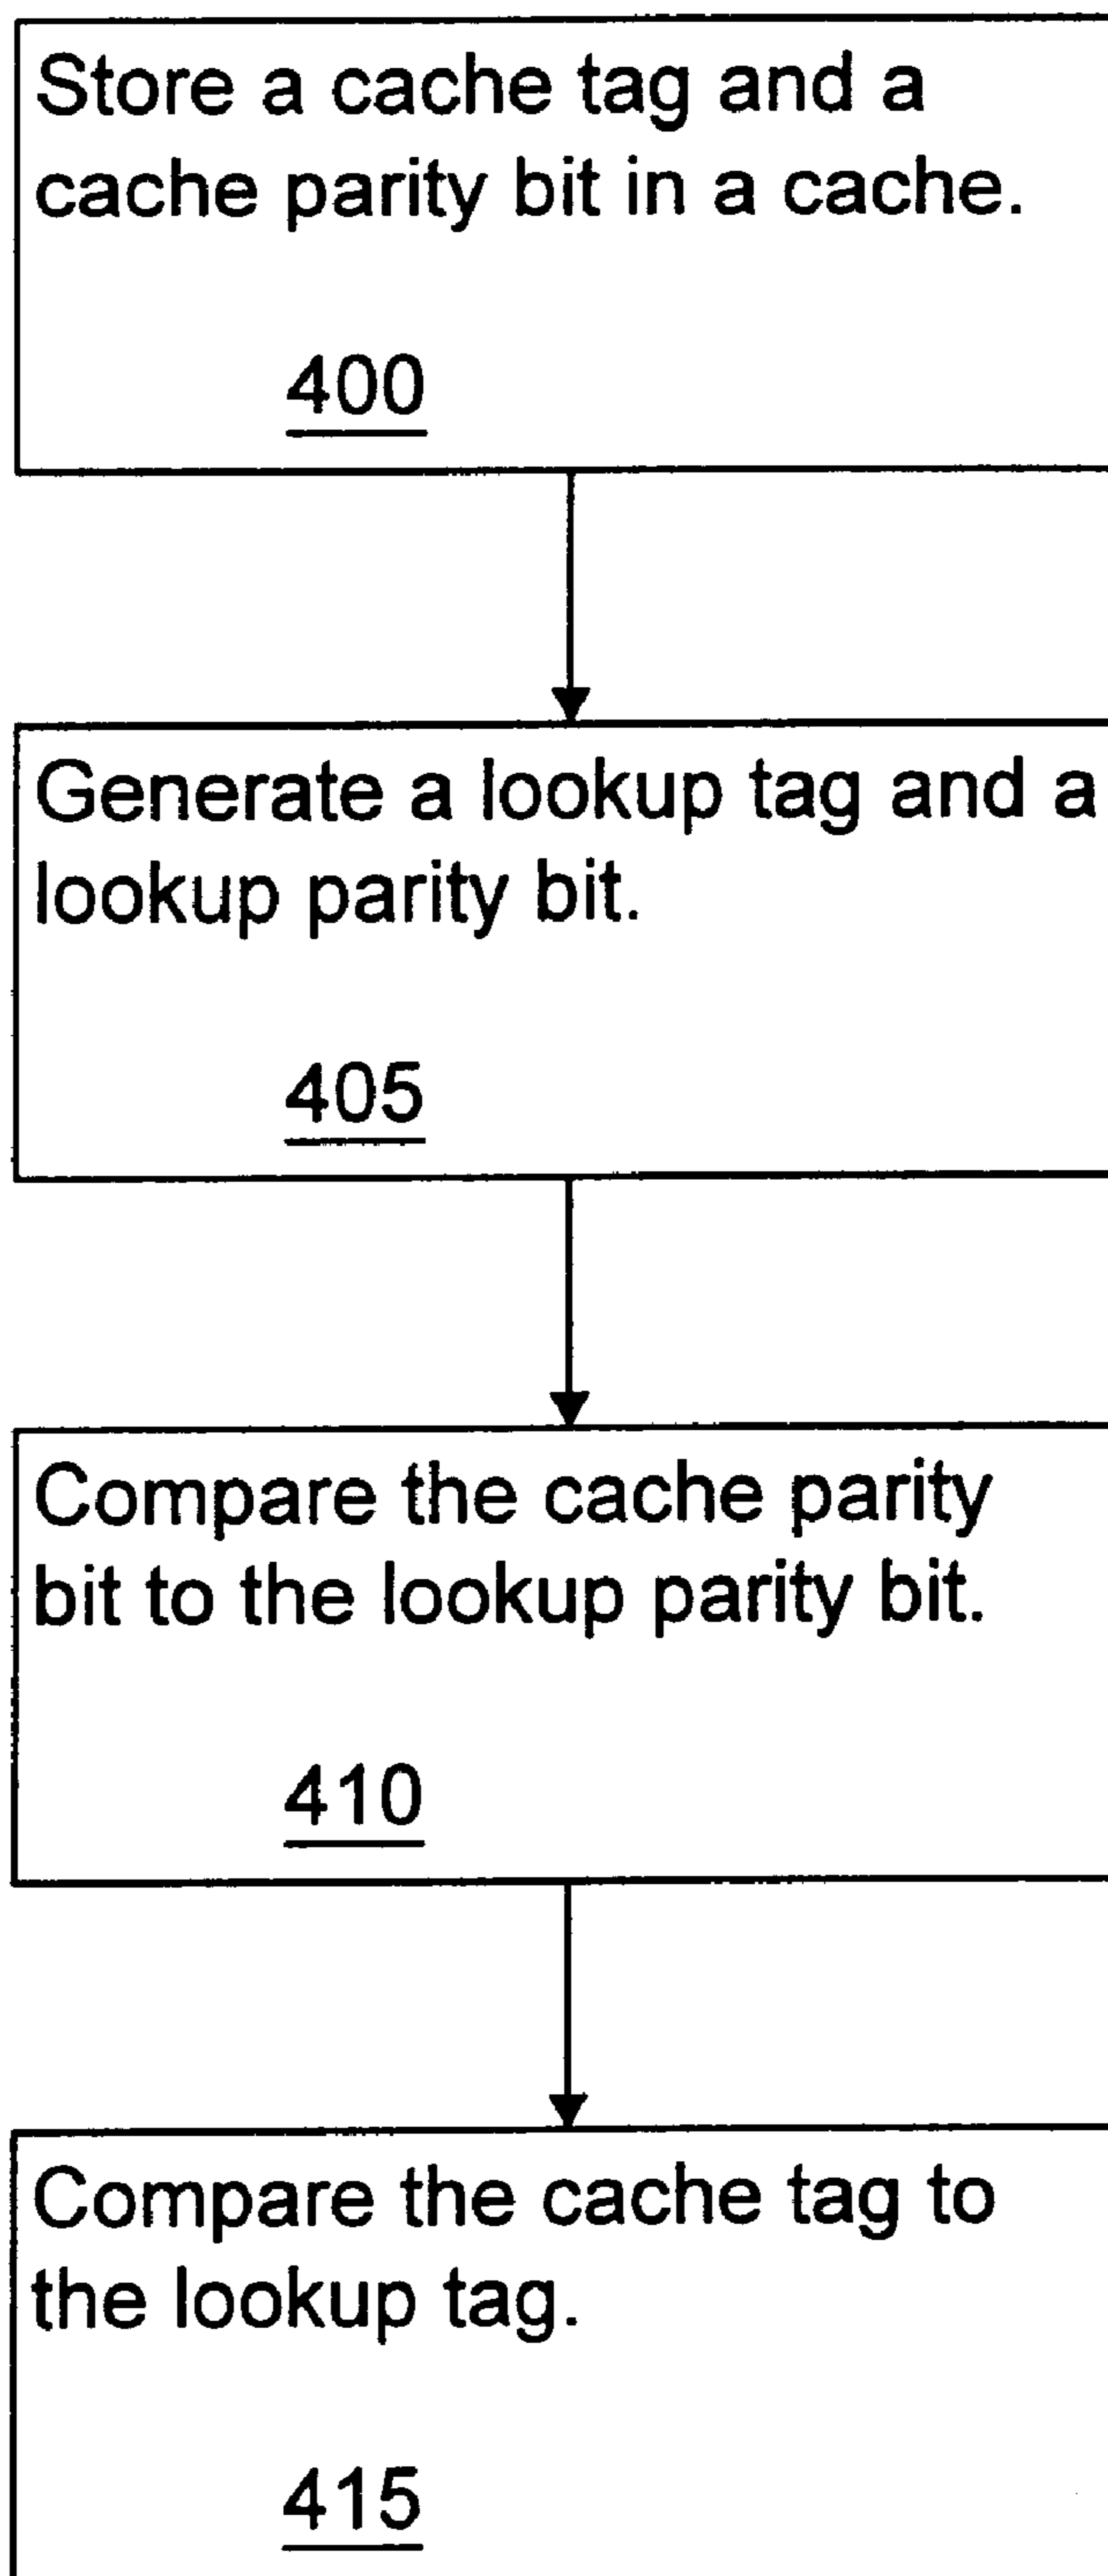 Store a cache tag and a
cache parity bit in a cache.
400
Generate a lookup tag and a
lookup parity bit.
405
Compare the cache parity
bit to the lookup parity bit.
410
Compare the cache tag to
the lookup tag.
415